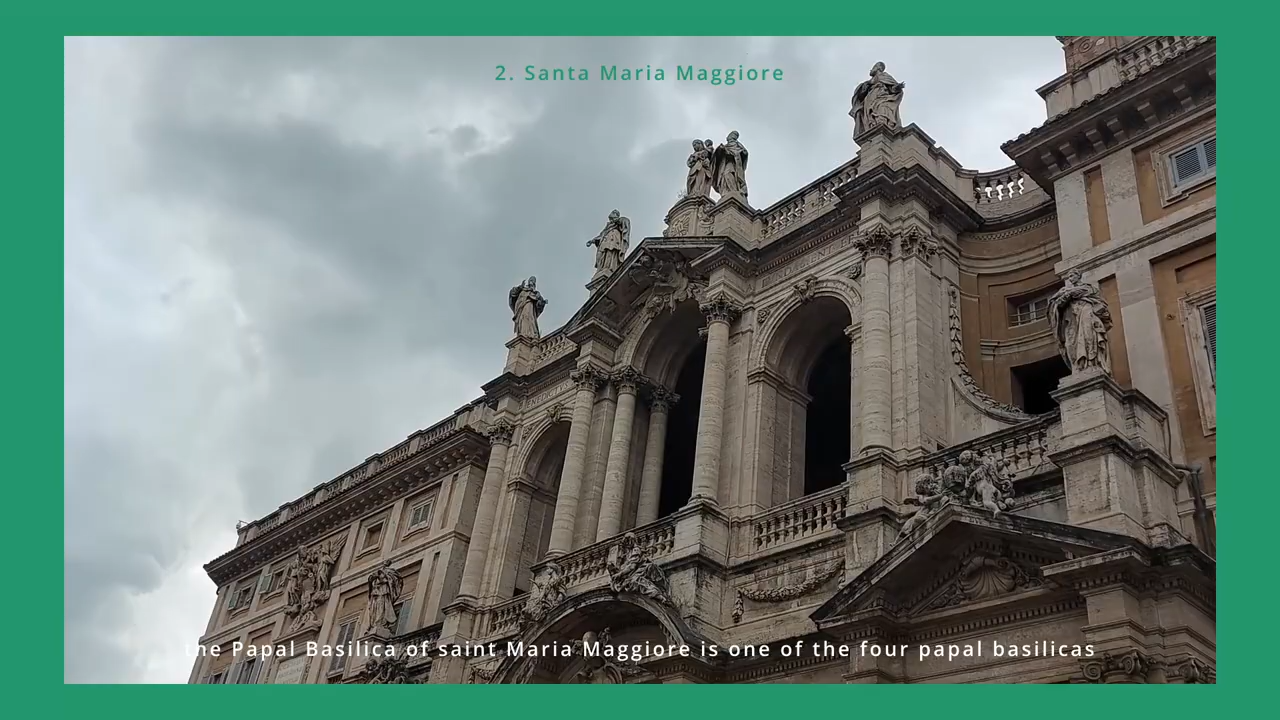 2. Santa Maria Maggiore
the Papal Basilica of saint Maria Maggiore is one of the four papal basilicas